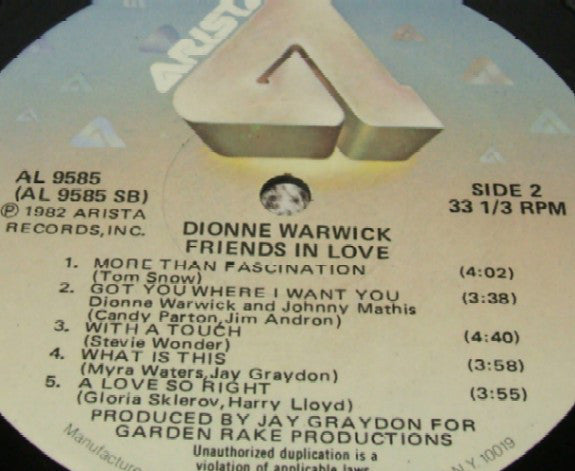 ARISTA
AL 9585
(AL 9585 SB)
℗ 1982 ARISTA
RECORDS, INC.
SIDE 2
33 1/3 RPM
DIONNE WARWICK
FRIENDS IN LOVE
1. MORE THAN FASCINATION (4:02)
(Tom Snow)
2. GOT YOU WHERE I WANT YOU (3:38)
Dionne Warwick and Johnny Mathis
(Candy Parton, Jim Andron)
3. WITH A TOUCH (4:40)
(Stevie Wonder)
4. WHAT IS THIS (3:58)
(Myra Waters, Jay Graydon)
5. A LOVE SO RIGHT (3:55)
(Gloria Sklerov, Harry Lloyd)
PRODUCED BY JAY GRAYDON FOR
GARDEN RAKE PRODUCTIONS
Unauthorized duplication is a
violation of applicable laws
Manufacture
N.Y. 10019